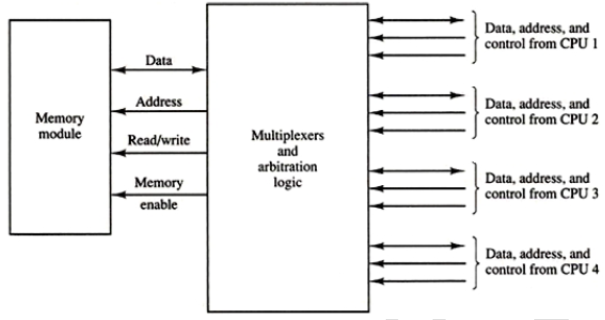 Memory
module
Data
Address
Read/write
Memory
enable
Multiplexers
and
arbitration
logic
Data, address, and
control from CPU 1
Data, address, and
control from CPU 2
Data, address, and
control from CPU 3
Data, address, and
control from CPU 4